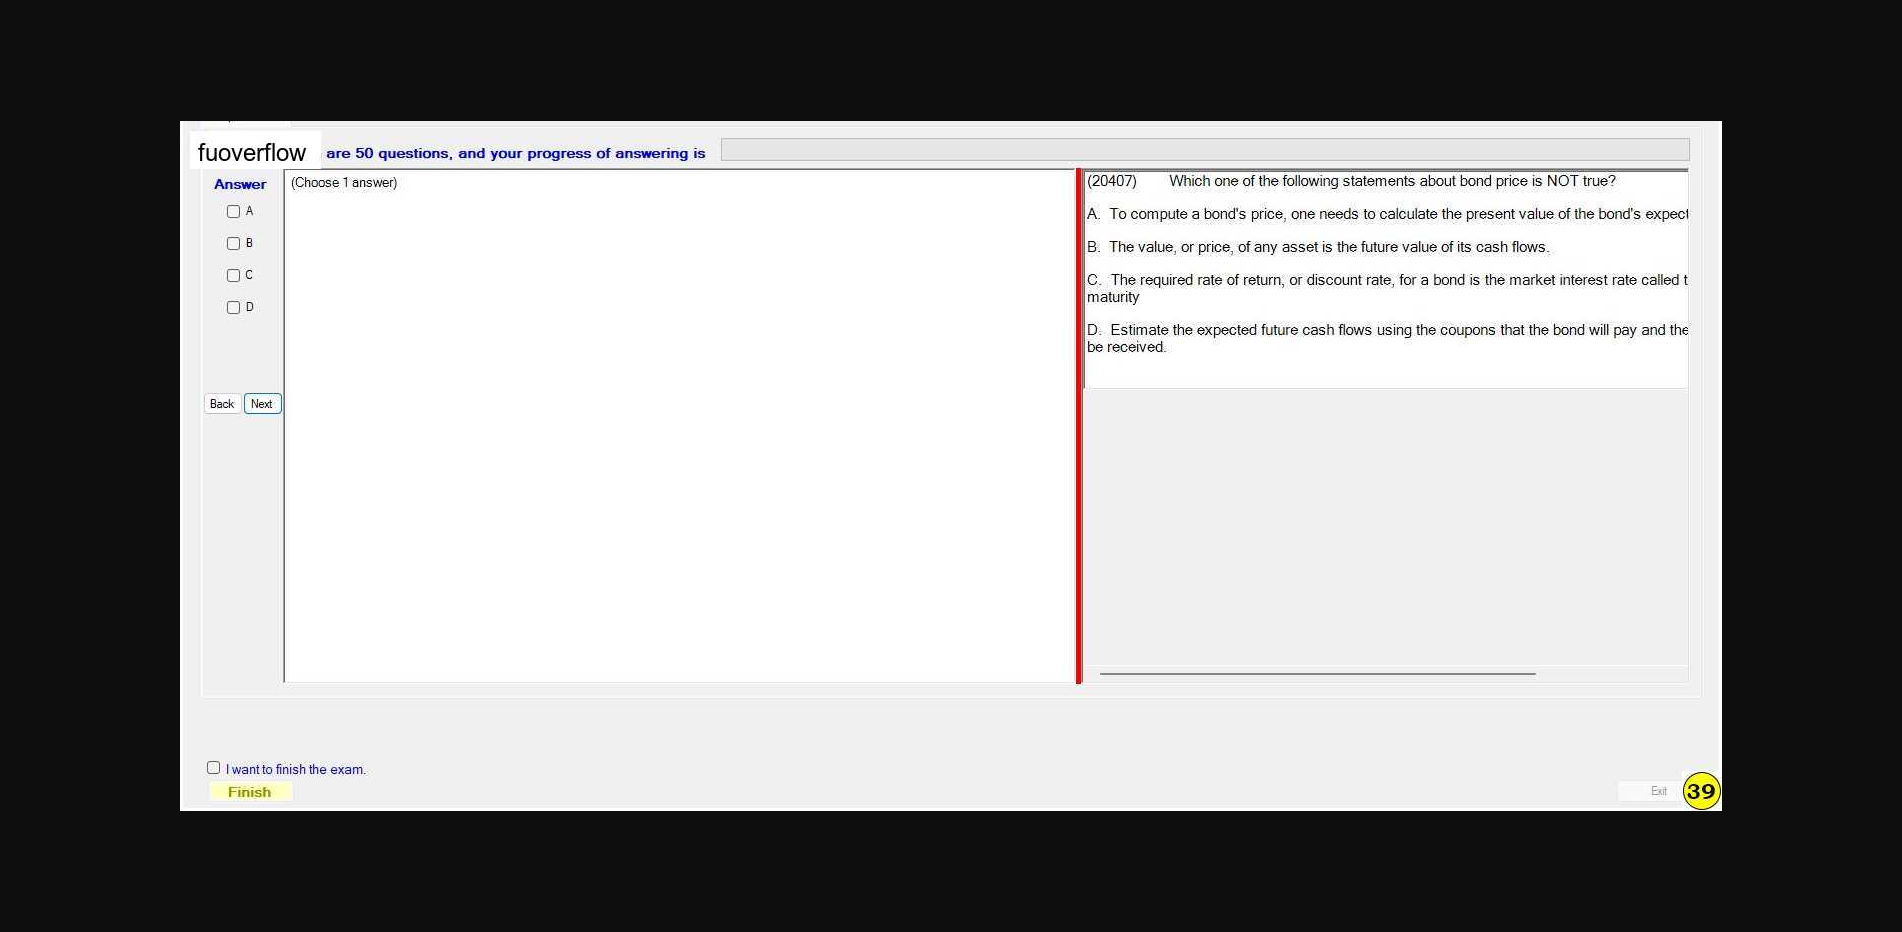 fuoverflow are 50 questions, and your progress of answering is
Answer
A
B
C
D
Back Next
(Choose 1 answer)
(20407) Which one of the following statements about bond price is NOT true?
A. To compute a bond's price, one needs to calculate the present value of the bond's expect
B. The value, or price, of any asset is the future value of its cash flows.
C. The required rate of return, or discount rate, for a bond is the market interest rate called t
maturity
D. Estimate the expected future cash flows using the coupons that the bond will pay and the
be received.
I want to finish the exam.
Finish
Exit
39